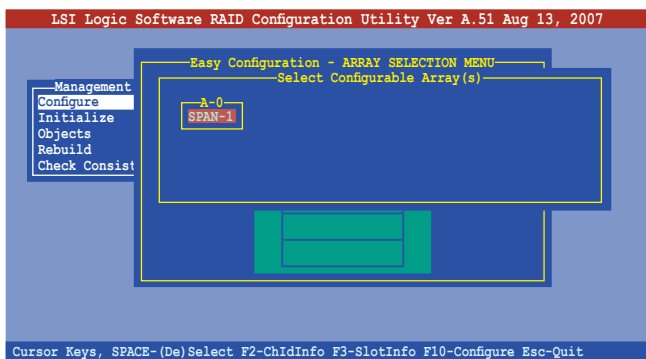 LSI Logic Software RAID Configuration Utility Ver A.51 Aug 13, 2007
Easy Configuration - ARRAY SELECTION MENU
Select Configurable Array(s)
Management
Configure
Initialize
Objects
Rebuild
Check Consist
A-0
SPAN-1
Cursor Keys, SPACE-(De)Select F2-ChIdInfo F3-SlotInfo F10-Configure Esc-Quit